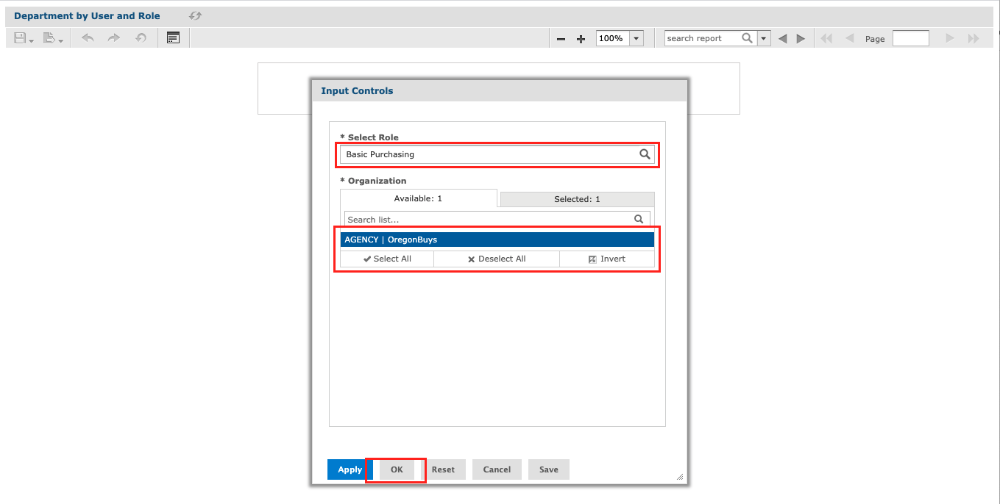 Department by User and Role
100%
search report
Page
Input Controls
* Select Role
Basic Purchasing
* Organization
Available: 1
Selected: 1
Search list...
AGENCY | OregonBuys
Select All
Deselect All
Invert
Apply
OK
Reset
Cancel
Save